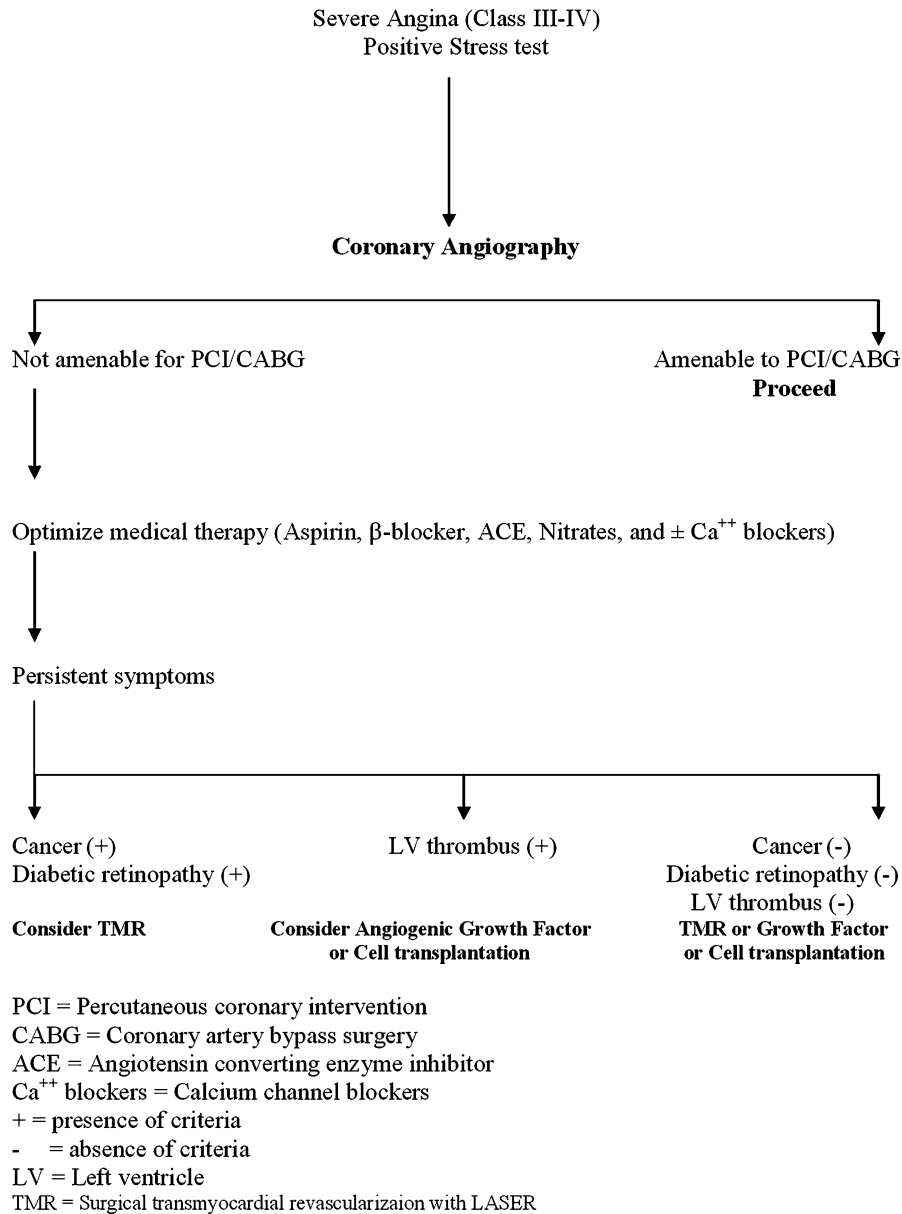 Severe Angina (Class III-IV)
Positive Stress test
Coronary Angiography
Not amenable for PCI/CABG
Amenable to PCI/CABG
Proceed
Optimize medical therapy (Aspirin, β-blocker, ACE, Nitrates, and ± Ca⁺⁺ blockers)
Persistent symptoms
Cancer (+)
Diabetic retinopathy (+)
Consider TMR
LV thrombus (+)
Consider Angiogenic Growth Factor
or Cell transplantation
Cancer (-)
Diabetic retinopathy (-)
LV thrombus (-)
TMR or Growth Factor
or Cell transplantation
PCI = Percutaneous coronary intervention
CABG = Coronary artery bypass surgery
ACE = Angiotensin converting enzyme inhibitor
Ca⁺⁺ blockers = Calcium channel blockers
+ = presence of criteria
- = absence of criteria
LV = Left ventricle
TMR = Surgical transmyocardial revascularizaion with LASER